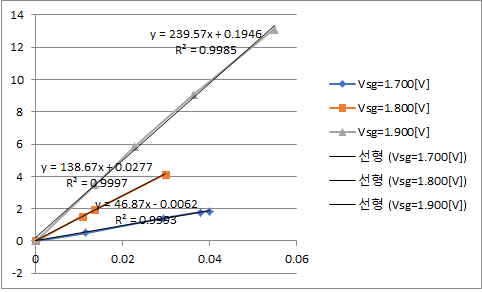 14
12
10
8
6
4
2
0
-2
0
0.02
0.04
0.06
y = 239.57x + 0.1946
R² = 0.9985
y = 138.67x + 0.0277
R² = 0.9997
y = 46.87x - 0.0062
R² = 0.9993
Vsg=1.700[V]
Vsg=1.800[V]
Vsg=1.900[V]
선형 (Vsg=1.700[V])
선형 (Vsg=1.800[V])
선형 (Vsg=1.900[V])